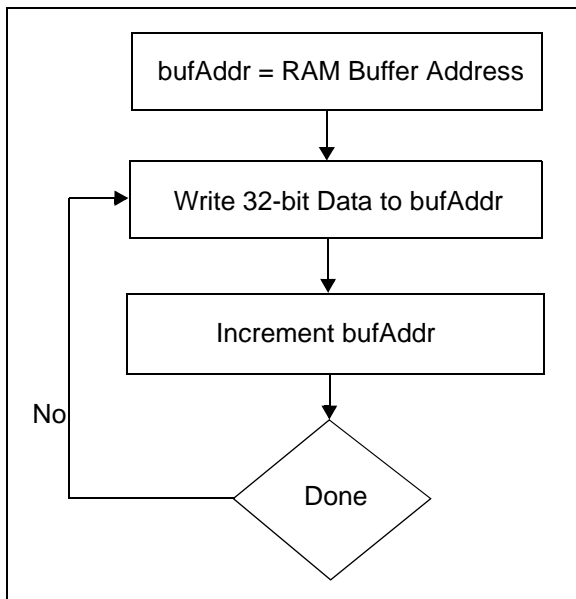 bufAddr = RAM Buffer Address
Write 32-bit Data to bufAddr
Increment bufAddr
No
Done